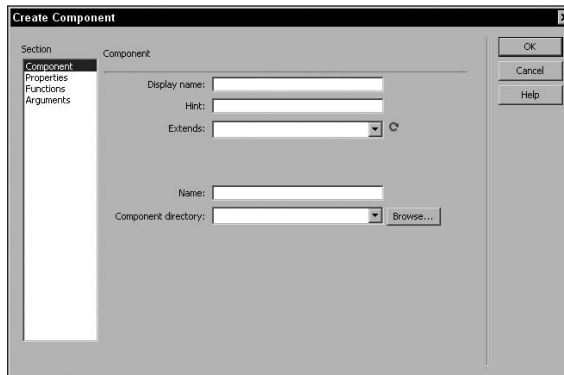 Create Component
Section
Component
Properties
Functions
Arguments
Component
Display name:
Hint:
Extends:
Name:
Component directory:
Browse...
OK
Cancel
Help